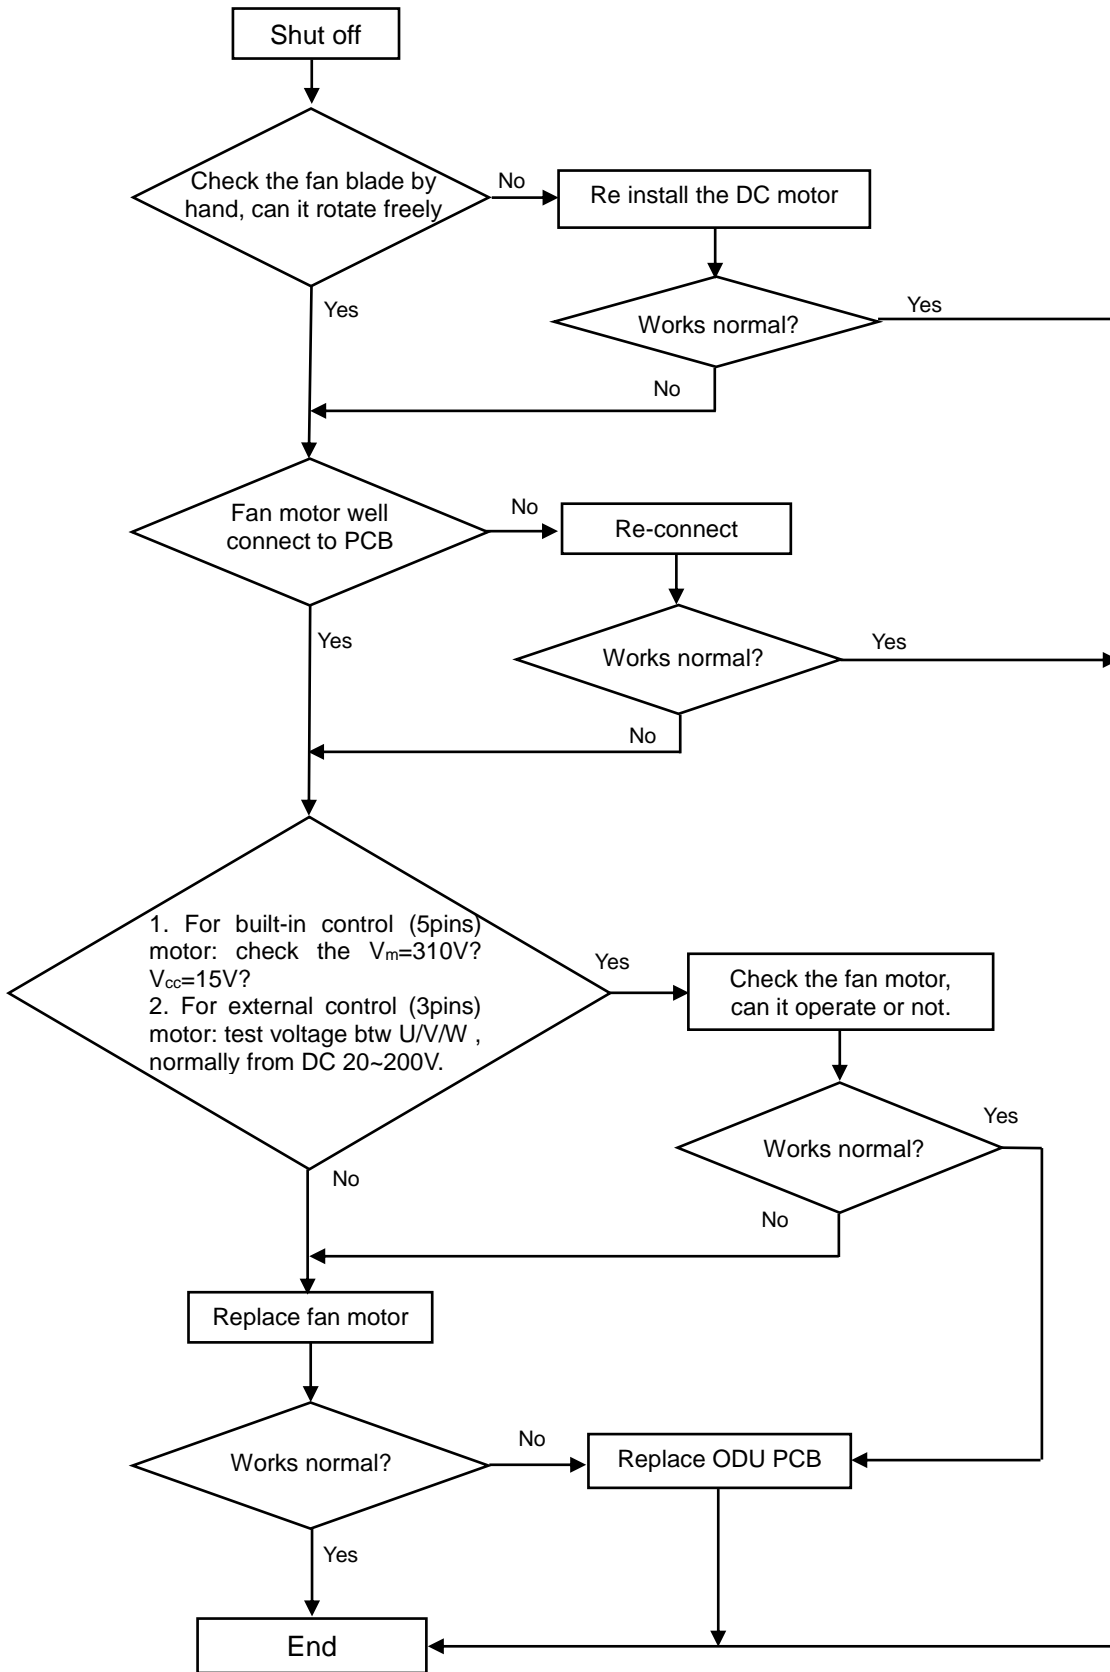 Shut off
Check the fan blade by
hand, can it rotate freely
No
Re install the DC motor
Yes
Works normal?
Yes
No
Fan motor well
connect to PCB
No
Re-connect
Yes
Works normal?
Yes
No
1. For built-in control (5pins)
motor: check the Vm=310V?
Vcc=15V?
2. For external control (3pins)
motor: test voltage btw U/V/W ,
normally from DC 20~200V.
Yes
Check the fan motor,
can it operate or not.
Works normal?
Yes
No
No
Replace fan motor
Works normal?
No
Replace ODU PCB
Yes
End